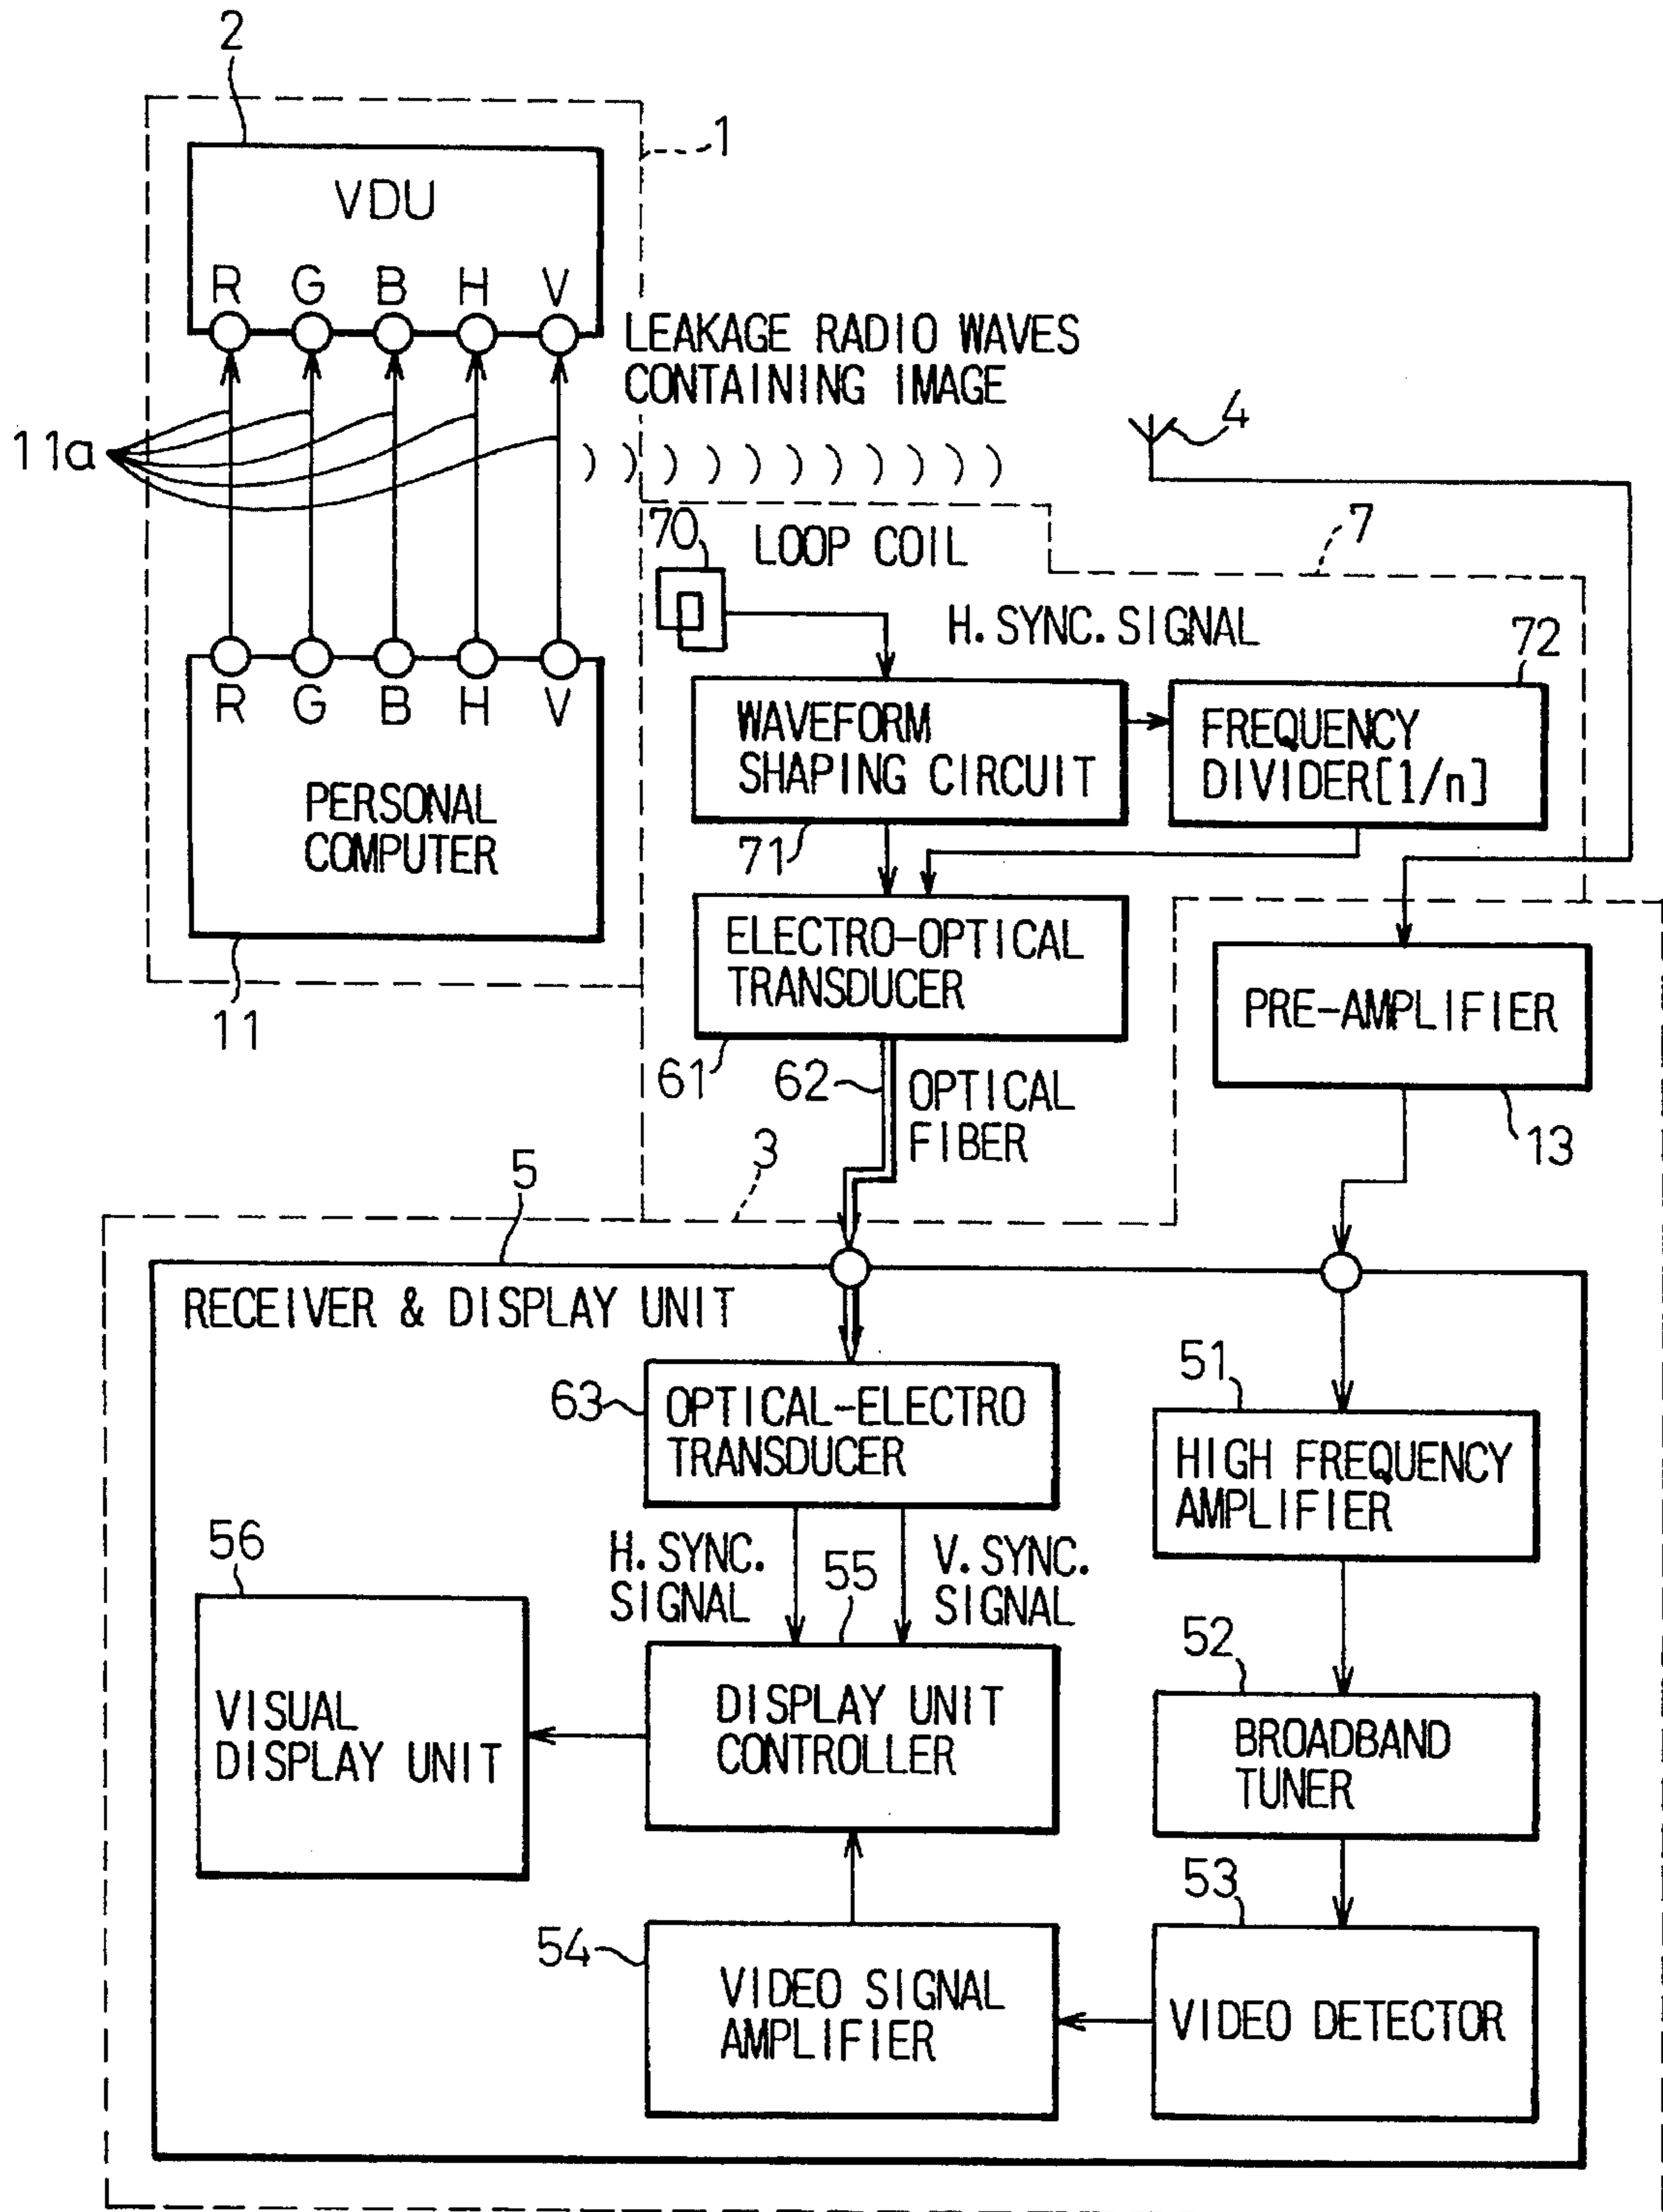 2
1
VDU
R G B H V
LEAKAGE RADIO WAVES
CONTAINING IMAGE
4
11a
70
LOOP COIL
7
H.SYNC.SIGNAL
72
R G B H V
PERSONAL
COMPUTER
WAVEFORM
SHAPING CIRCUIT
FREQUENCY
DIVIDER[1/n]
71
ELECTRO-OPTICAL
TRANSDUCER
PRE-AMPLIFIER
11
61
62
OPTICAL
FIBER
13
3
5
RECEIVER & DISPLAY UNIT
51
63
OPTICAL-ELECTRO
TRANSDUCER
HIGH FREQUENCY
AMPLIFIER
56
H.SYNC.
SIGNAL
55
V.SYNC.
SIGNAL
52
VISUAL
DISPLAY UNIT
DISPLAY UNIT
CONTROLLER
BROADBAND
TUNER
53
54
VIDEO SIGNAL
AMPLIFIER
VIDEO DETECTOR